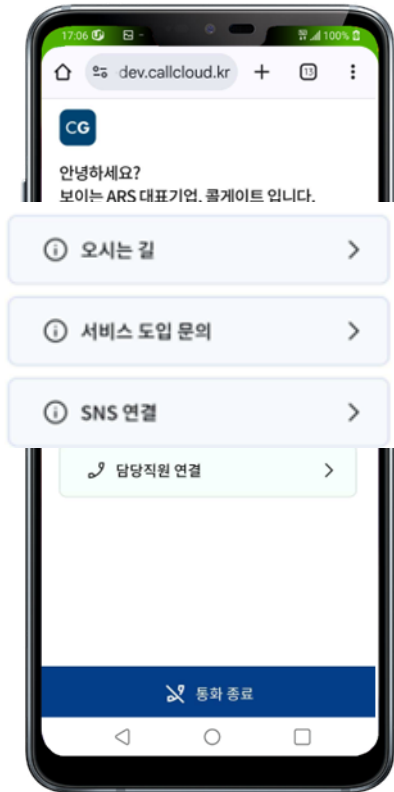 17:06
100%
dev.callcloud.kr
13
CG
안녕하세요?
보이는 ARS 대표기업, 콜게이트 입니다.
오시는 길
서비스 도입 문의
SNS 연결
담당직원 연결
통화 종료